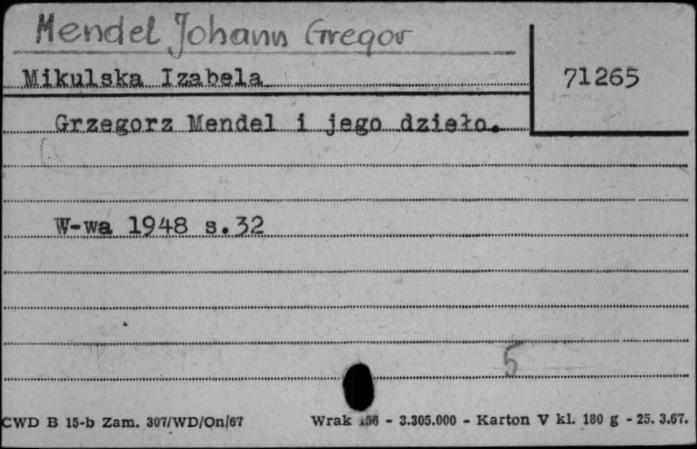 Mendel Johann Gregor
Mikulska Izabela
71265
Grzegorz Mendel i jego dzieło.
W-wa 1948 s.32
5
CWD B 15-b Zam. 307/WD/On/67
Wrak 156 - 3.305.000 - Karton V kl. 180 g - 25. 3.67.